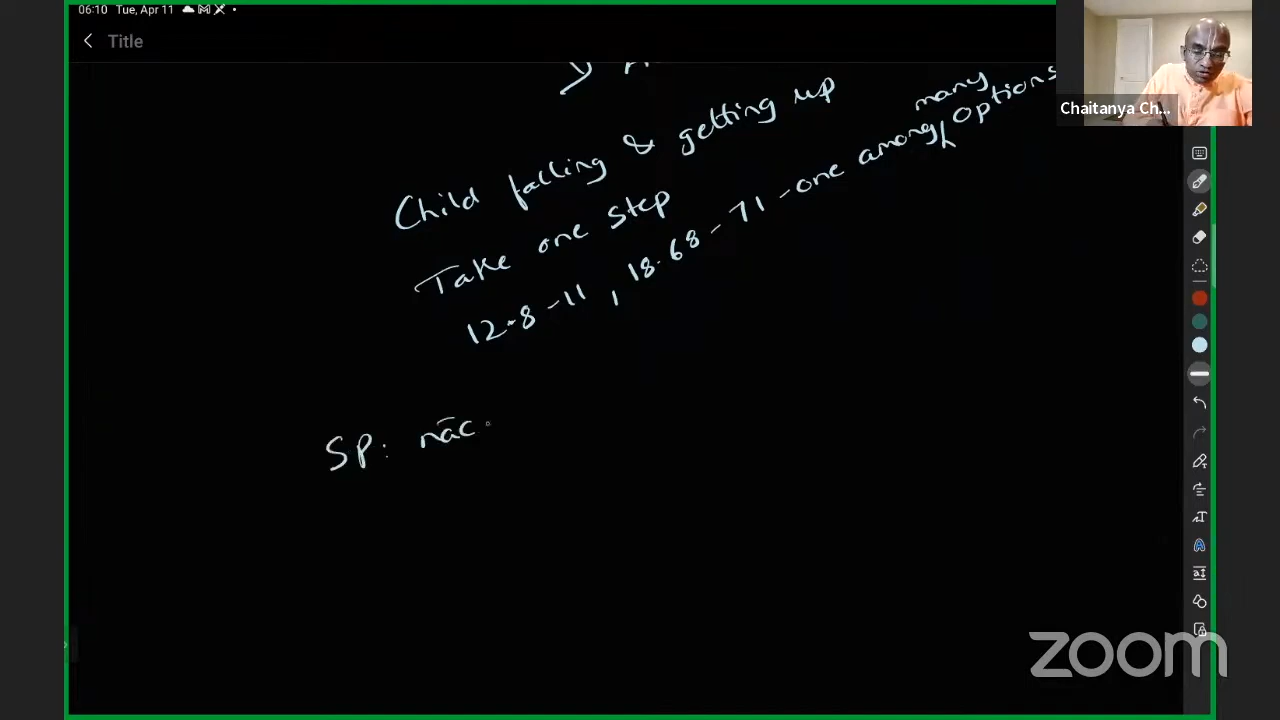 06:10 Tue, Apr 11
Title
Child falling & getting up
Take one step
12.8-11, 18.68-71 - one among many options
SP: nāc
Chaitanya Ch...
zoom